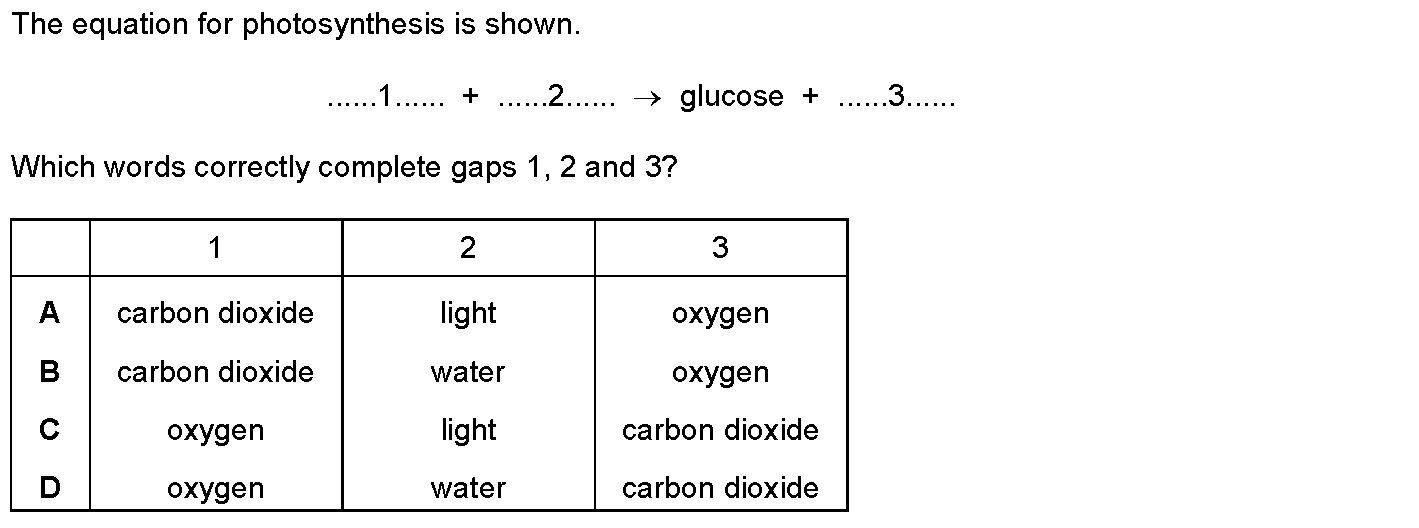 The equation for photosynthesis is shown.
......1...... + ......2...... → glucose + ......3......
Which words correctly complete gaps 1, 2 and 3?
1 2 3
A carbon dioxide light oxygen
B carbon dioxide water oxygen
C oxygen light carbon dioxide
D oxygen water carbon dioxide